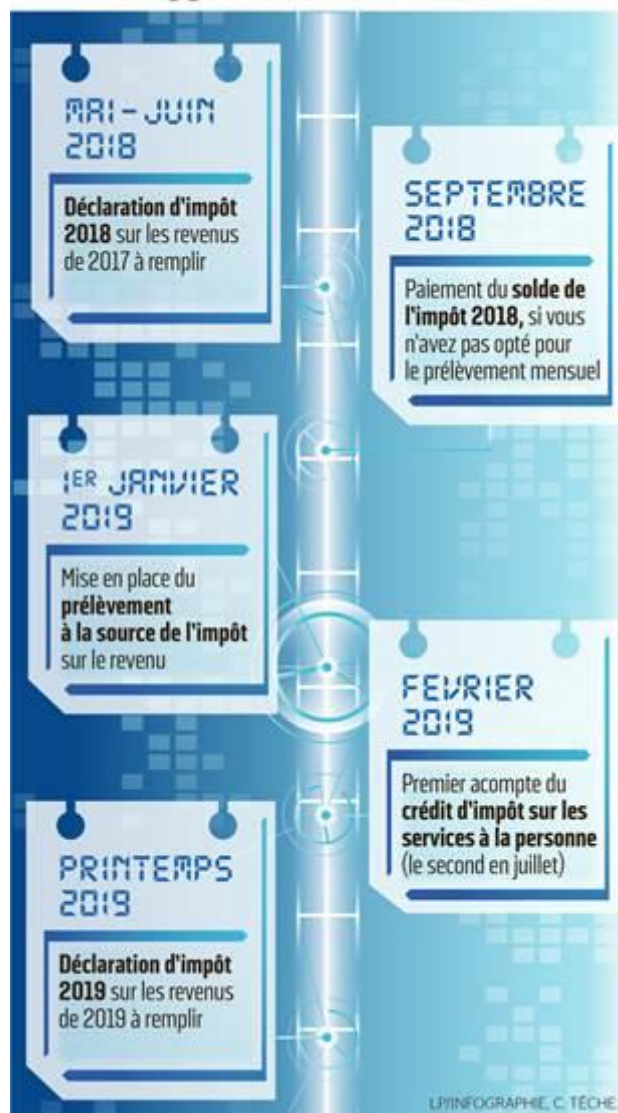 MAI - JUIN
2018
Déclaration d'impôt
2018 sur les revenus
de 2017 à remplir
SEPTEMBRE
2018
Paiement du solde de
l'impôt 2018, si vous
n'avez pas opté pour
le prélèvement mensuel
1ER JANVIER
2019
Mise en place du
prélèvement
à la source de l'impôt
sur le revenu
FEVRIER
2019
Premier acompte du
crédit d'impôt sur les
services à la personne
(le second en juillet)
PRINTEMPS
2019
Déclaration d'impôt
2019 sur les revenus
de 2019 à remplir
LP/INFOGRAPHIE, C. TÊCHE